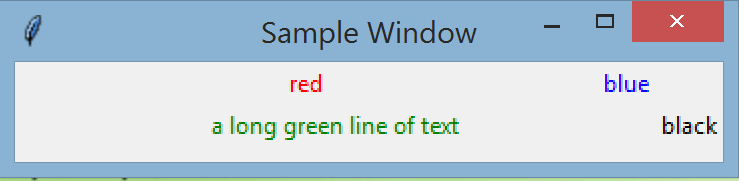 Sample Window
red blue
a long green line of text black